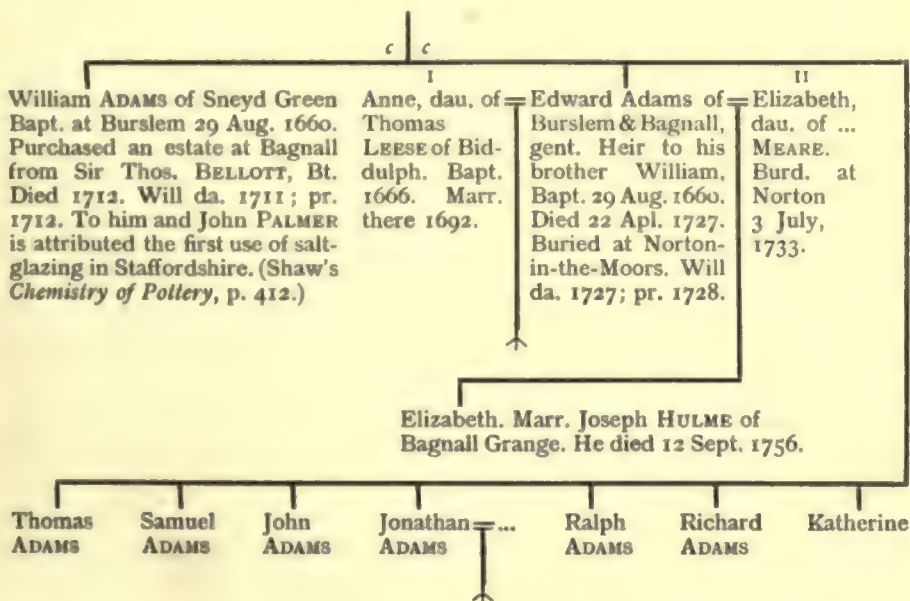 c c
William ADAMS of Sneyd Green
Bapt. at Burslem 29 Aug. 1660.
Purchased an estate at Bagnall
from Sir Thos. BELLOTT, Bt.
Died 1712. Will da. 1711; pr.
1712. To him and John PALMER
is attributed the first use of salt-
glazing in Staffordshire. (Shaw's
Chemistry of Pottery, p. 412.)
I
Anne, dau. of =
Thomas
LEESE of Bid-
dulph. Bapt.
1666. Marr.
there 1692.
Edward Adams of =
Burslem & Bagnall,
gent. Heir to his
brother William,
Bapt. 29 Aug. 1660.
Died 22 Apl. 1727.
Buried at Norton-
in-the-Moors. Will
da. 1727; pr. 1728.
II
Elizabeth,
dau. of ...
MEARE.
Burd. at
Norton
3 July,
1733.
Elizabeth. Marr. Joseph HULME of
Bagnall Grange. He died 12 Sept. 1756.
Thomas
ADAMS
Samuel
ADAMS
John
ADAMS
Jonathan = ...
ADAMS
Ralph
ADAMS
Richard
ADAMS
Katherine